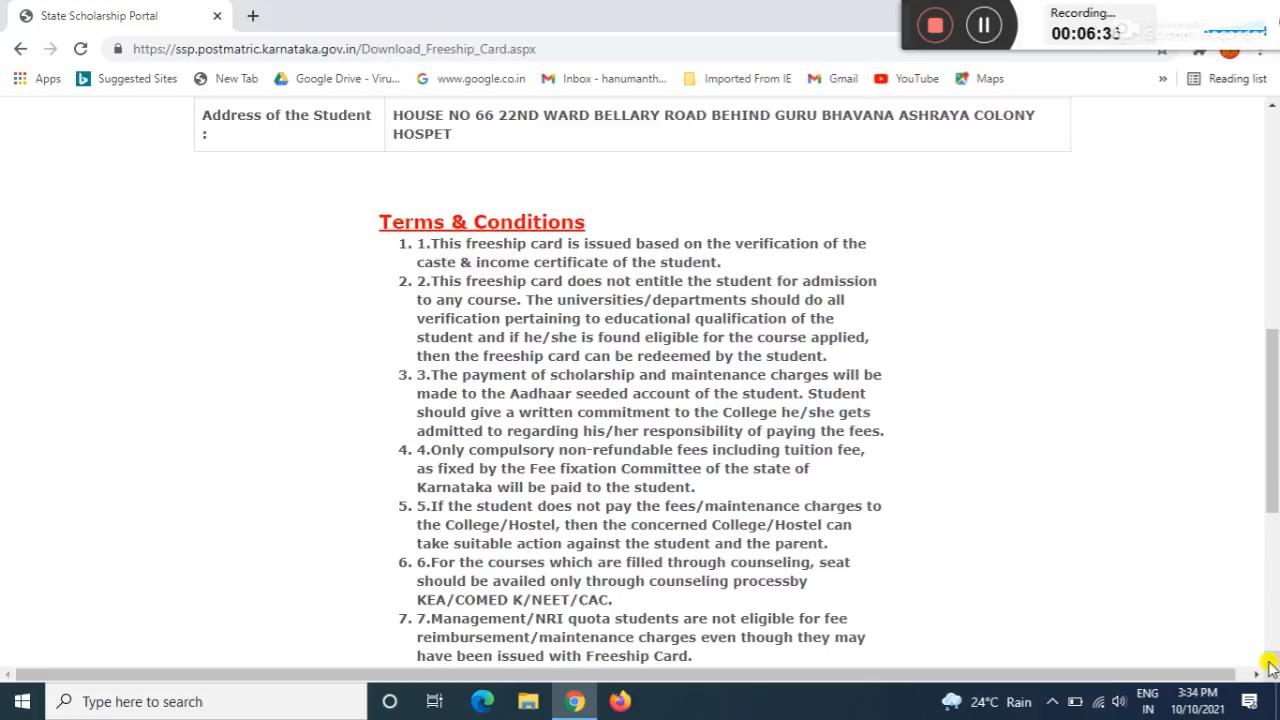 State Scholarship Portal
Recording...
00:06:3
https://ssp.postmatric.karnataka.gov.in/Download_Freeship_Card.aspx
Apps
Suggested Sites
New Tab
Google Drive - Viru...
www.google.co.in
Inbox - hanumanth...
Imported From IE
Gmail
YouTube
Maps
»
Reading list
Address of the Student
:
HOUSE NO 66 22ND WARD BELLARY ROAD BEHIND GURU BHAVANA ASHRAYA COLONY
HOSPET
Terms & Conditions
1. 1.This freeship card is issued based on the verification of the
caste & income certificate of the student.
2. 2.This freeship card does not entitle the student for admission
to any course. The universities/departments should do all
verification pertaining to educational qualification of the
student and if he/she is found eligible for the course applied,
then the freeship card can be redeemed by the student.
3. 3.The payment of scholarship and maintenance charges will be
made to the Aadhaar seeded account of the student. Student
should give a written commitment to the College he/she gets
admitted to regarding his/her responsibility of paying the fees.
4. 4.Only compulsory non-refundable fees including tuition fee,
as fixed by the Fee fixation Committee of the state of
Karnataka will be paid to the student.
5. 5.If the student does not pay the fees/maintenance charges to
the College/Hostel, then the concerned College/Hostel can
take suitable action against the student and the parent.
6. 6.For the courses which are filled through counseling, seat
should be availed only through counseling processby
KEA/COMED K/NEET/CAC.
7. 7.Management/NRI quota students are not eligible for fee
reimbursement/maintenance charges even though they may
have been issued with Freeship Card.
Type here to search
24°C Rain
ENG
IN
3:34 PM
10/10/2021